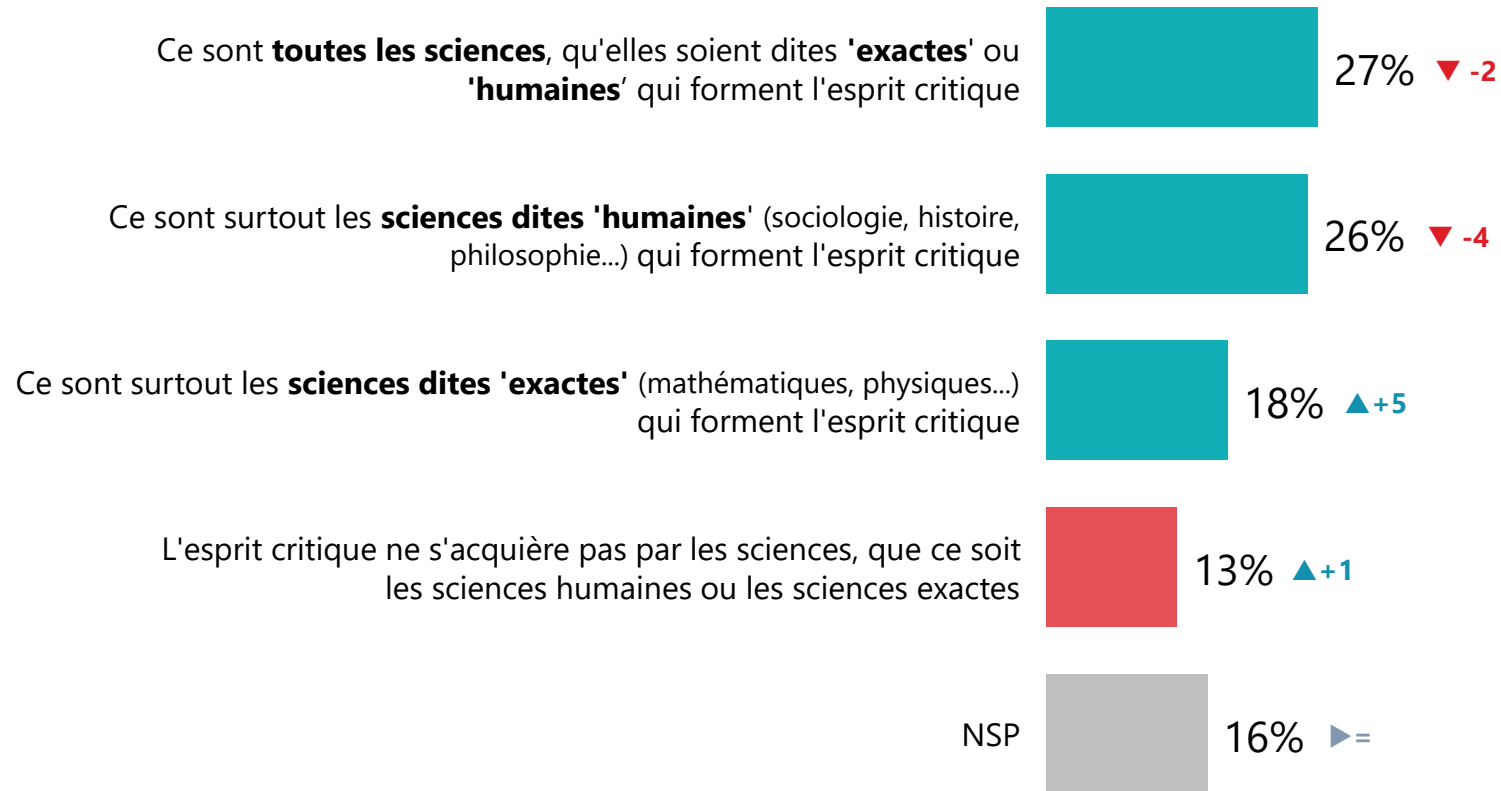 Ce sont toutes les sciences, qu'elles soient dites 'exactes' ou
'humaines’ qui forment l'esprit critique
27% ▼ -2
Ce sont surtout les sciences dites 'humaines' (sociologie, histoire,
philosophie...) qui forment l'esprit critique
26% ▼ -4
Ce sont surtout les sciences dites 'exactes' (mathématiques, physiques...)
qui forment l'esprit critique
18% ▲+5
L'esprit critique ne s'acquière pas par les sciences, que ce soit
les sciences humaines ou les sciences exactes
13% ▲+1
NSP
16% ▶=